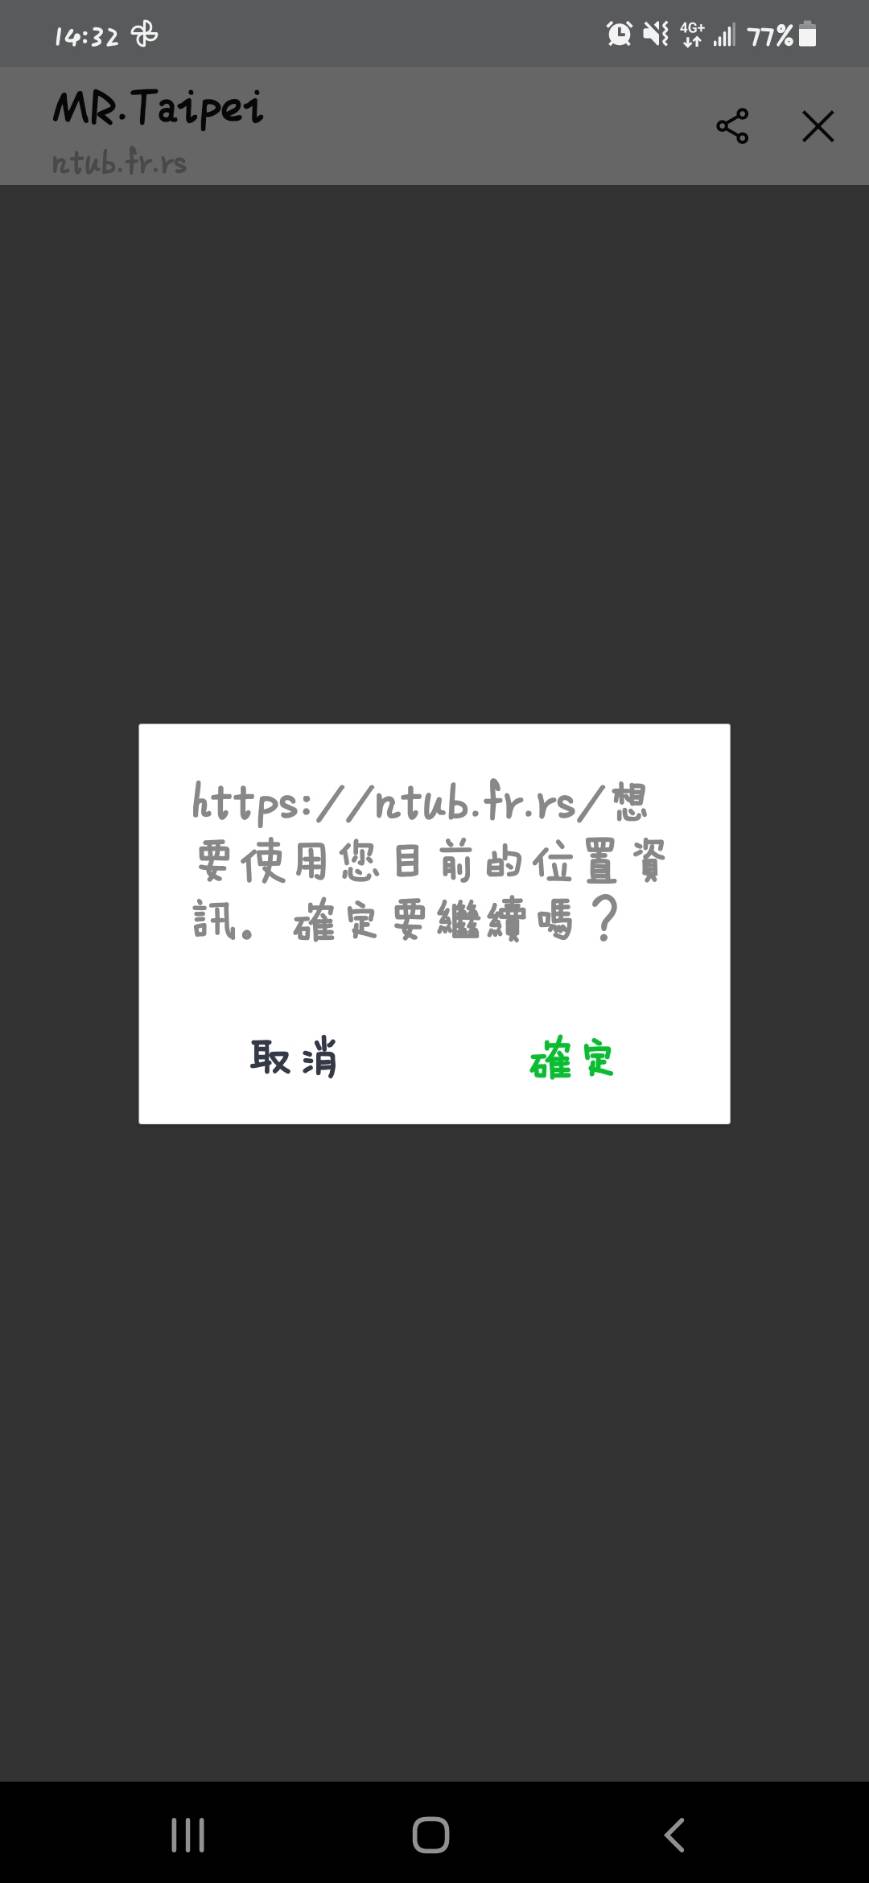 14:32 4G+ 77%
MR.Taipei
ntub.fr.rs
https://ntub.fr.rs/想
要使用您目前的位置資
訊. 確定要繼續嗎?
取消 確定